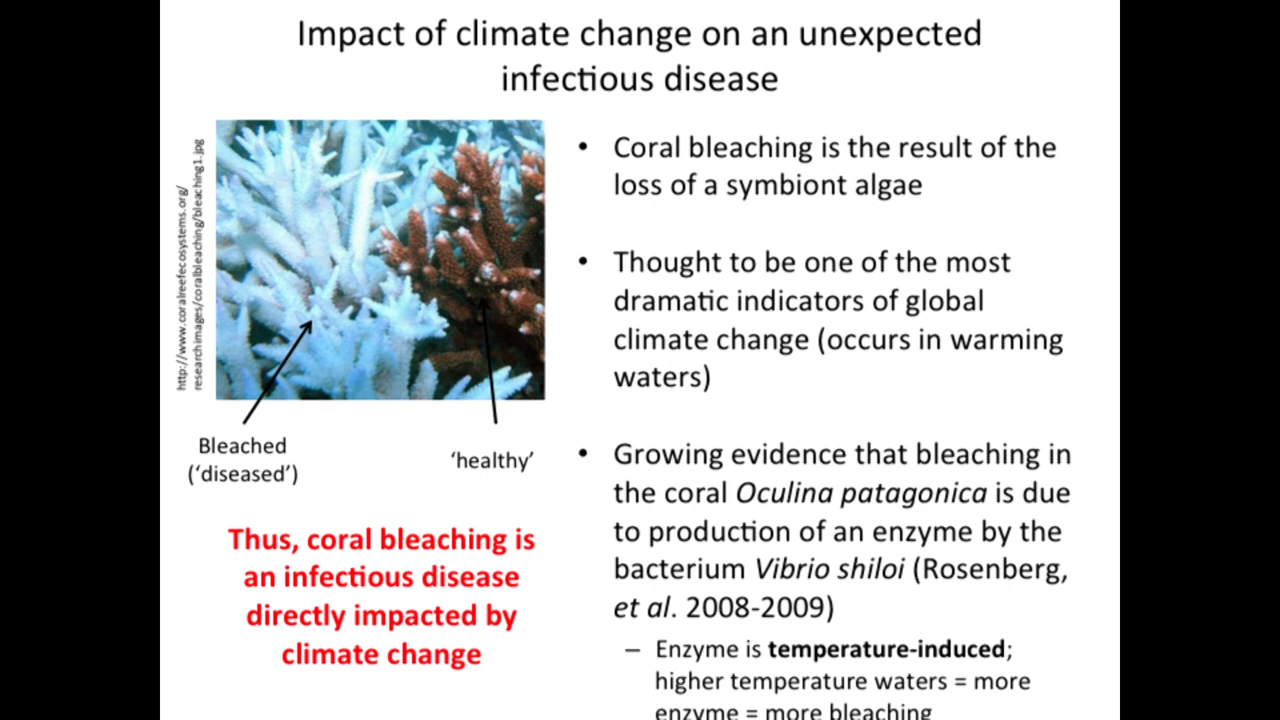 Impact of climate change on an unexpected
infectious disease
http://www.coralreefecosystems.org/
researchimages/coralbleaching/bleaching1.jpg
Bleached
(‘diseased’)
‘healthy’
Thus, coral bleaching is
an infectious disease
directly impacted by
climate change
• Coral bleaching is the result of the
loss of a symbiont algae
• Thought to be one of the most
dramatic indicators of global
climate change (occurs in warming
waters)
• Growing evidence that bleaching in
the coral Oculina patagonica is due
to production of an enzyme by the
bacterium Vibrio shiloi (Rosenberg,
et al. 2008-2009)
– Enzyme is temperature-induced;
higher temperature waters = more
enzyme = more bleaching